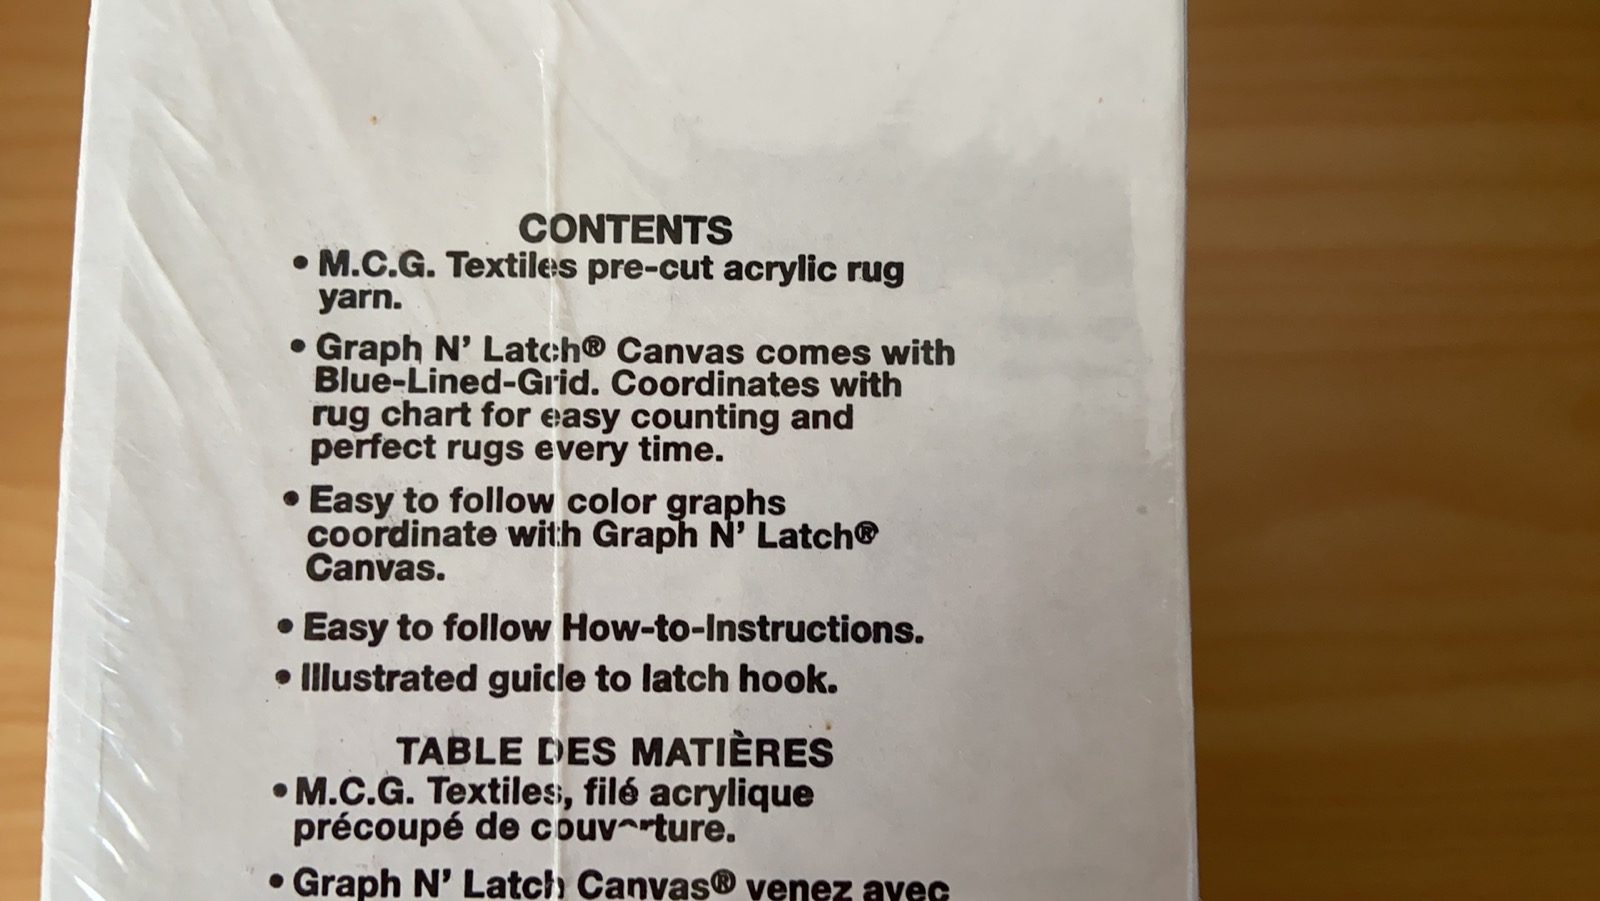 CONTENTS
• M.C.G. Textiles pre-cut acrylic rug
yarn.
• Graph N' Latch® Canvas comes with
Blue-Lined-Grid. Coordinates with
rug chart for easy counting and
perfect rugs every time.
• Easy to follow color graphs
coordinate with Graph N' Latch®
Canvas.
• Easy to follow How-to-Instructions.
• Illustrated guide to latch hook.
TABLE DES MATIÈRES
• M.C.G. Textiles, filé acrylique
précoupé de couverture.
• Graph N' Latch Canvas® venez avec